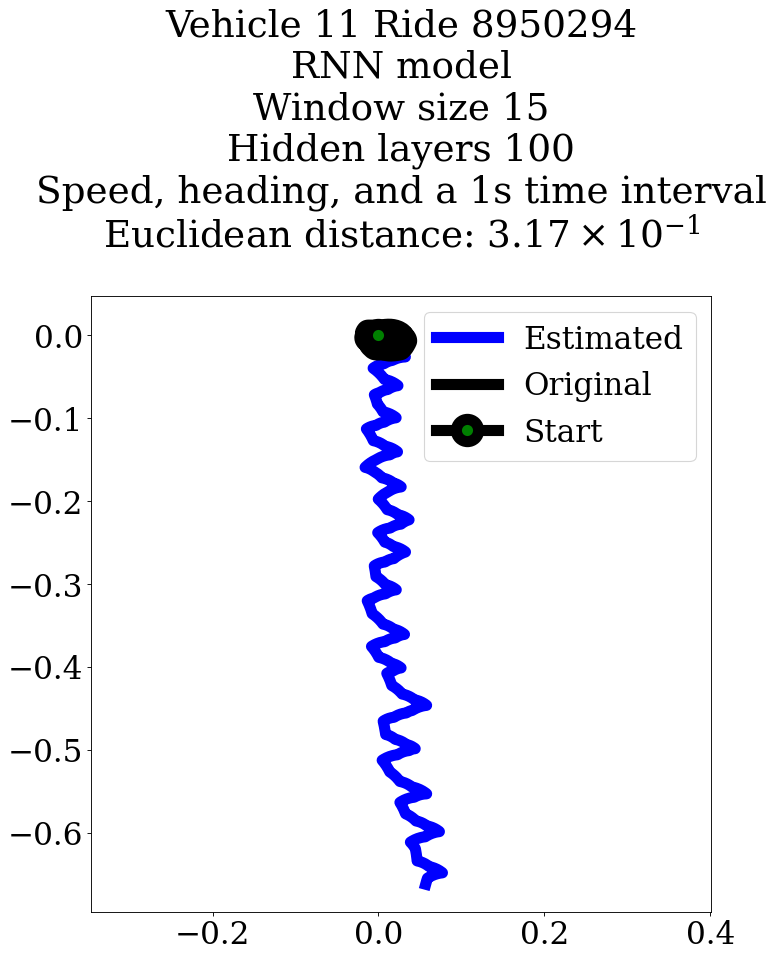 Vehicle 11 Ride 8950294
RNN model
Window size 15
Hidden layers 100
Speed, heading, and a 1s time interval
Euclidean distance: 3.17 × 10⁻¹
Estimated
Original
Start
0.0
−0.1
−0.2
−0.3
−0.4
−0.5
−0.6
−0.2 0.0 0.2 0.4